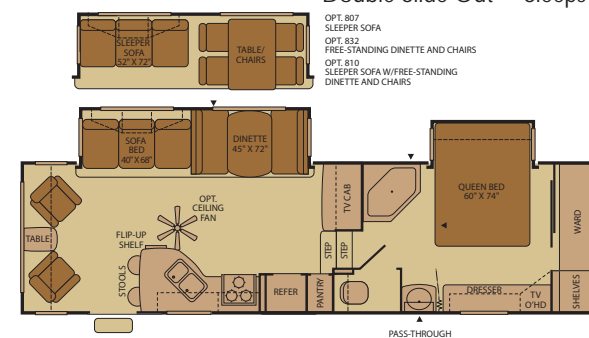 Double Slide Out
OPT. 807
SLEEPER SOFA
OPT. 832
FREE-STANDING DINETTE AND CHAIRS
OPT. 810
SLEEPER SOFA W/FREE-STANDING
DINETTE AND CHAIRS
SLEEPER
SOFA
52" X 72"
TABLE/
CHAIRS
SOFA
BED
40" X 68"
DINETTE
45" X 72"
QUEEN BED
60" X 74"
TV CAB
WARD
OPT.
CEILING
FAN
TABLE
FLIP-UP
SHELF
STOOLS
STEP
STEP
REFER
PANTRY
DRESSER
TV
O'HD
SHELVES
PASS-THROUGH